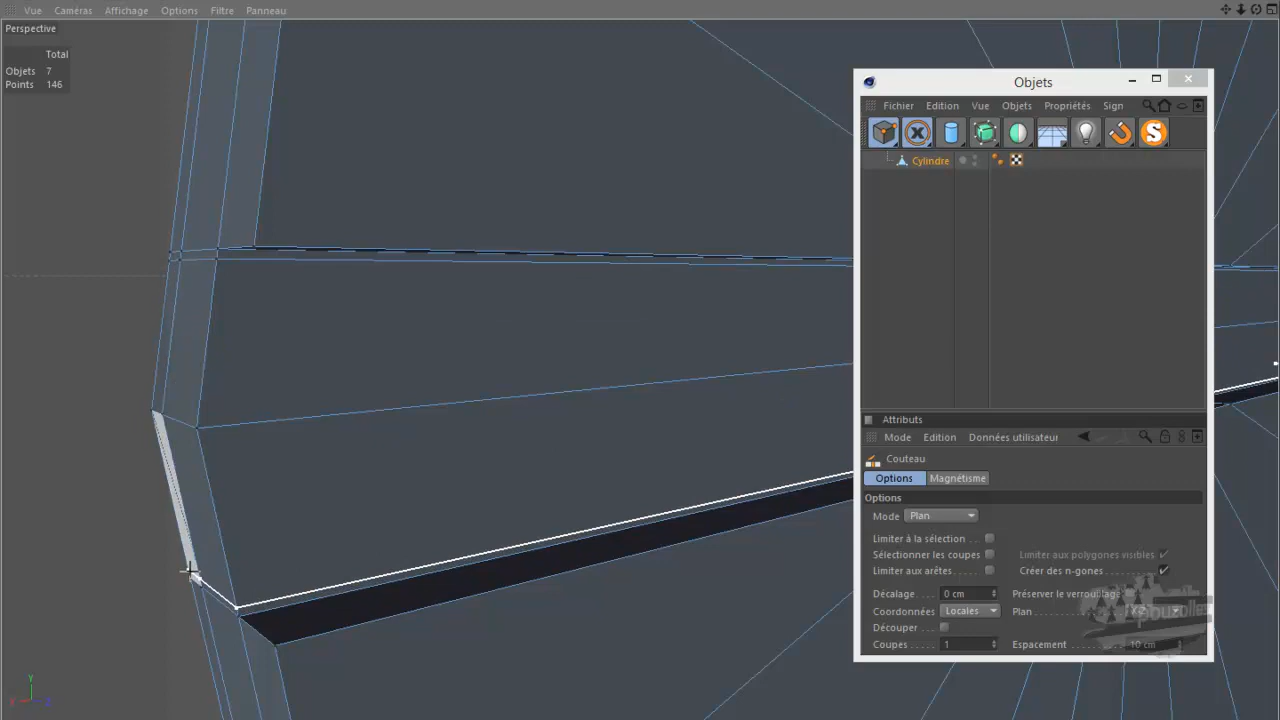 Vue Caméras Affichage Options Filtre Panneau
Perspective
Total
Objets 7
Points 146
Objets
Fichier Edition Vue Objets Propriétés Sign
Cylindre
Attributs
Mode Edition Données utilisateur
Couteau
Options Magnétisme
Options
Mode Plan
Limiter à la sélection
Sélectionner les coupes Limiter aux polygones visibles
Limiter aux arêtes Créer des n-gones
Décalage 0 cm Préserver le verrouillage
Coordonnées Locales Plan XZ
Découper
Coupes 1 Espacement 10 cm
Y
X Z